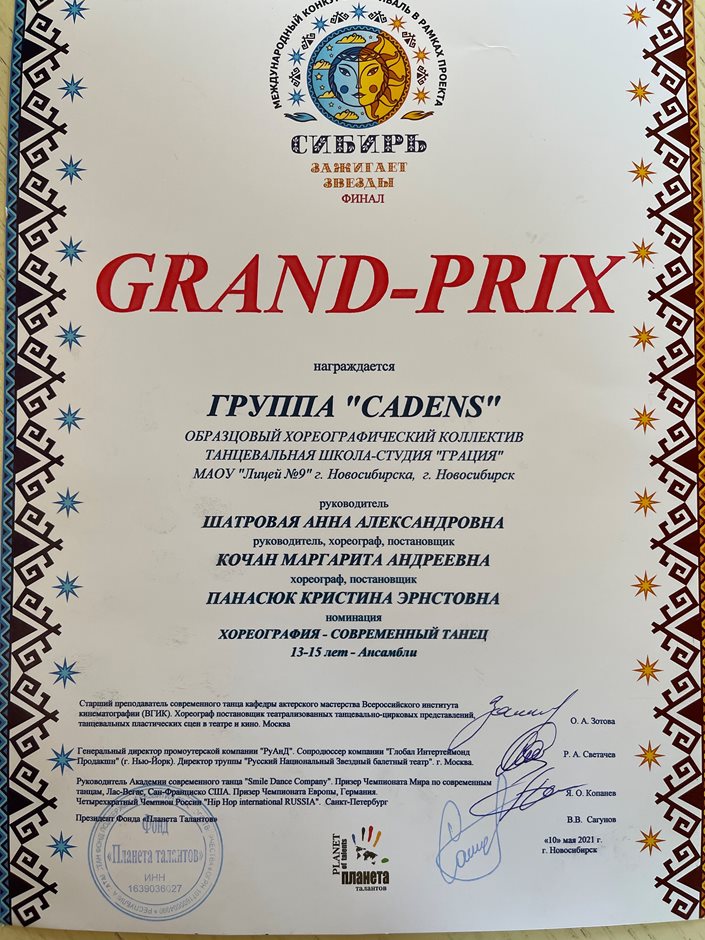 МЕЖДУНАРОДНЫЙ КОНКУРС В РАМКАХ ПРОЕКТА
СИБИРЬ
ЗАЖИГАЕТ
ЗВЕЗДЫ
ФИНАЛ
GRAND-PRIX
награждается
ГРУППА "CADENS"
ОБРАЗЦОВЫЙ ХОРЕОГРАФИЧЕСКИЙ КОЛЛЕКТИВ
ТАНЦЕВАЛЬНАЯ ШКОЛА-СТУДИЯ "ГРАЦИЯ"
МАОУ "Лицей №9" г. Новосибирска, г. Новосибирск
руководитель
ШАТРОВАЯ АННА АЛЕКСАНДРОВНА
руководитель, хореограф, постановщик
КОЧАН МАРГАРИТА АНДРЕЕВНА
хореограф, постановщик
ПАНАСЮК КРИСТИНА ЭРНСТОВНА
номинация
ХОРЕОГРАФИЯ - СОВРЕМЕННЫЙ ТАНЕЦ
13-15 лет - Ансамбли
Старший преподаватель современного танца кафедры актерского мастерства Всероссийского института
кинематографии (ВГИК). Хореограф постановщик театрализованных танцевально-цирковых представлений,
танцевальных пластических сцен в театре и кино. Москва
О. А. Зотова
Генеральный директор промоутерской компании "РуАнД". Сопродюссер компании "Глобал Интертеймонд
Продакшн" (г. Нью-Йорк). Директор труппы "Русский Национальный Звездный балетный театр". г. Москва.
Р. А. Светачев
Руководитель Академии современного танца "Smile Dance Company". Призер Чемпионата Мира по современным
танцам, Лас-Вегас, Сан-Франциско США. Призер Чемпионата Европы, Германия.
Четырехкратный Чемпион России "Hip Hop international RUSSIA". Санкт-Петербург
Я. О. Копанев
Президент Фонда «Планета Талантов»
В.В. Сагунов
Фонд
«Планета талантов»
ИНН
1639036027
PLANET
of talents
планета
талантов
«10» мая 2021 г.
г. Новосибирск